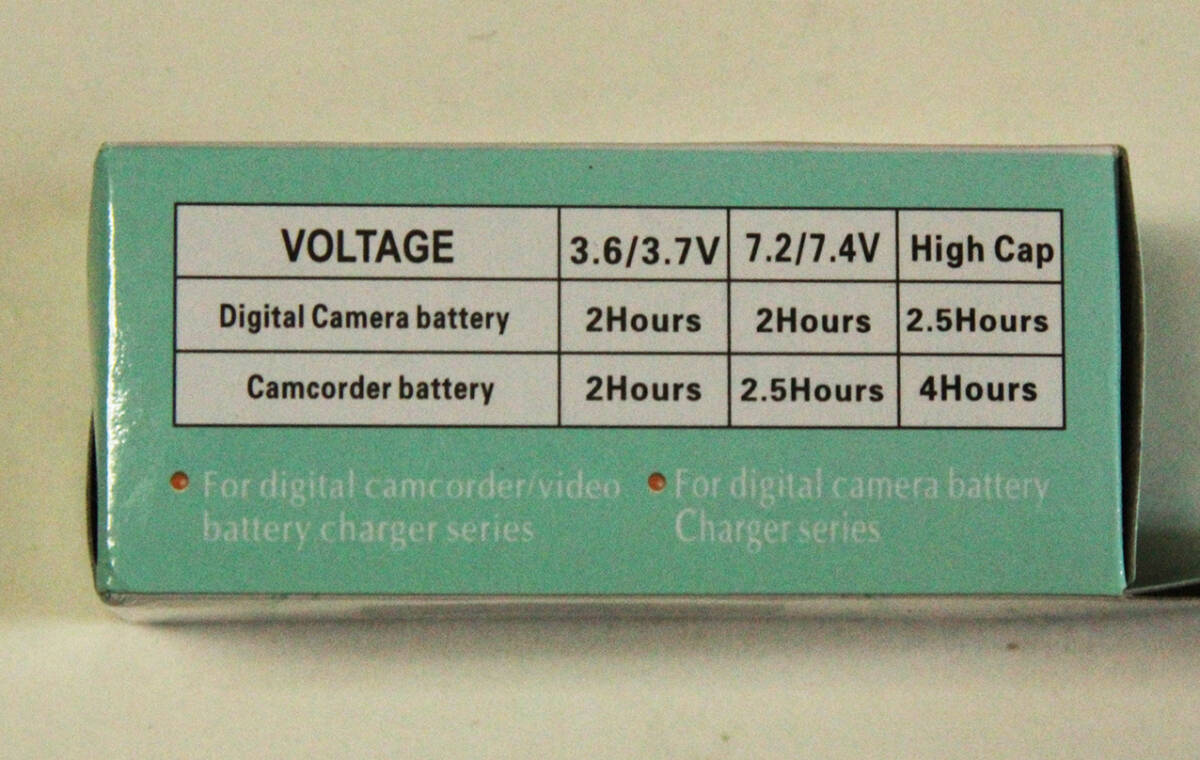 VOLTAGE 3.6/3.7V 7.2/7.4V High Cap
Digital Camera battery 2Hours 2Hours 2.5Hours
Camcorder battery 2Hours 2.5Hours 4Hours
For digital camcorder/video
battery charger series
For digital camera battery
Charger series